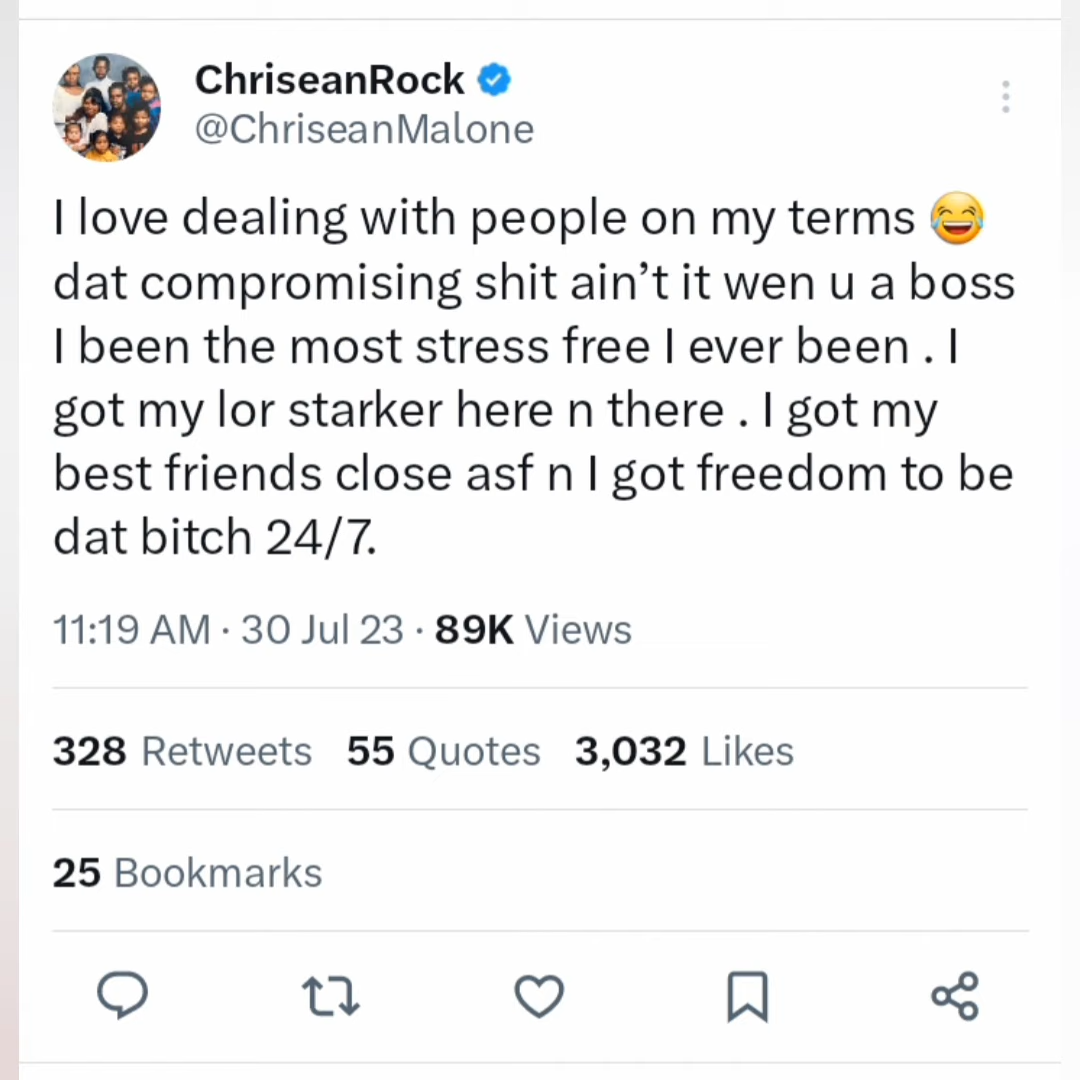 ChriseanRock
@ChriseanMalone
I love dealing with people on my terms 😂
dat compromising shit ain’t it wen u a boss
I been the most stress free I ever been . I
got my lor starker here n there . I got my
best friends close asf n I got freedom to be
dat bitch 24/7.
11:19 AM · 30 Jul 23 · 89K Views
328 Retweets 55 Quotes 3,032 Likes
25 Bookmarks